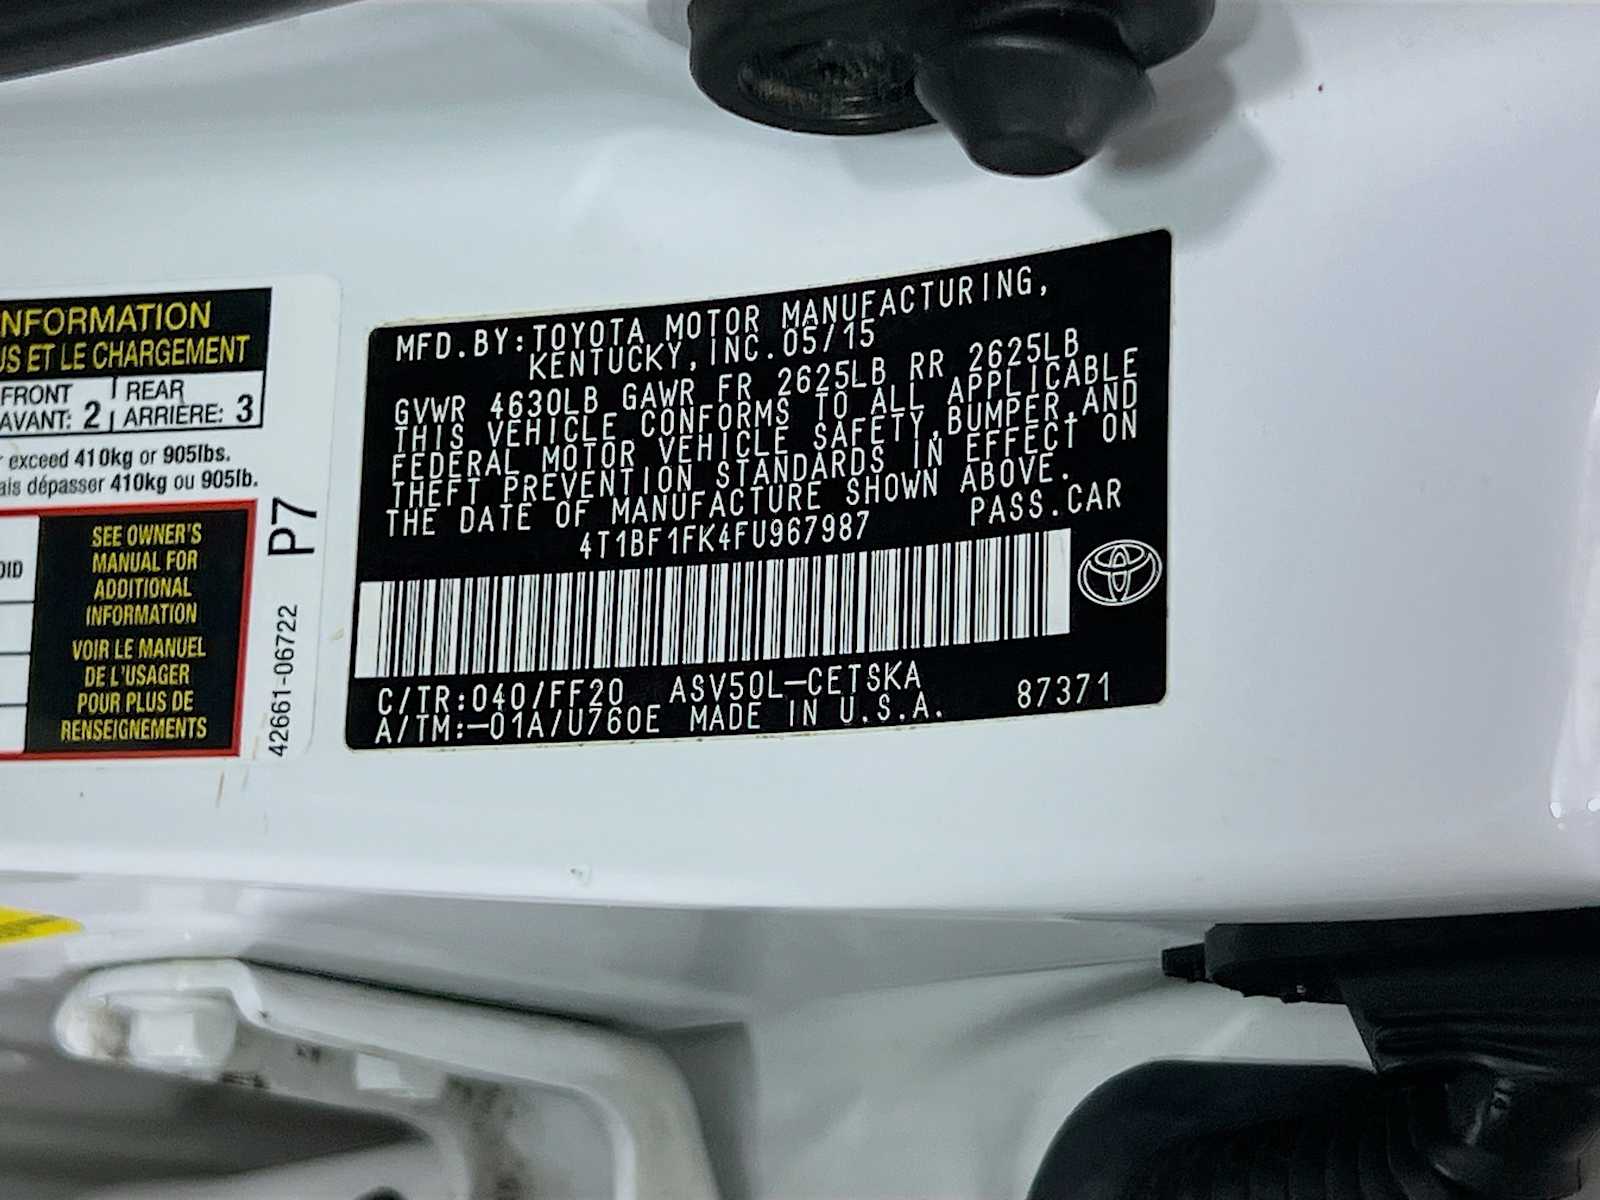 NFORMATION
US ET LE CHARGEMENT
FRONT REAR
AVANT: 2 ARRIÈRE: 3
exceed 410kg or 905lbs.
ais dépasser 410kg ou 905lb.
OID
SEE OWNER'S
MANUAL FOR
ADDITIONAL
INFORMATION
VOIR LE MANUEL
DE L'USAGER
POUR PLUS DE
RENSEIGNEMENTS
P7
42661-06722
MFD.BY:TOYOTA MOTOR MANUFACTURING,
KENTUCKY,INC.05/15
GVWR 4630LB GAWR FR 2625LB RR 2625LB
THIS VEHICLE CONFORMS TO ALL APPLICABLE
FEDERAL MOTOR VEHICLE SAFETY,BUMPER,AND
THEFT PREVENTION STANDARDS IN EFFECT ON
THE DATE OF MANUFACTURE SHOWN ABOVE.
4T1BF1FK4FU967987 PASS.CAR
C/TR:040/FF20 ASV50L-CETSKA
A/TM:-01A/U760E MADE IN U.S.A. 87371